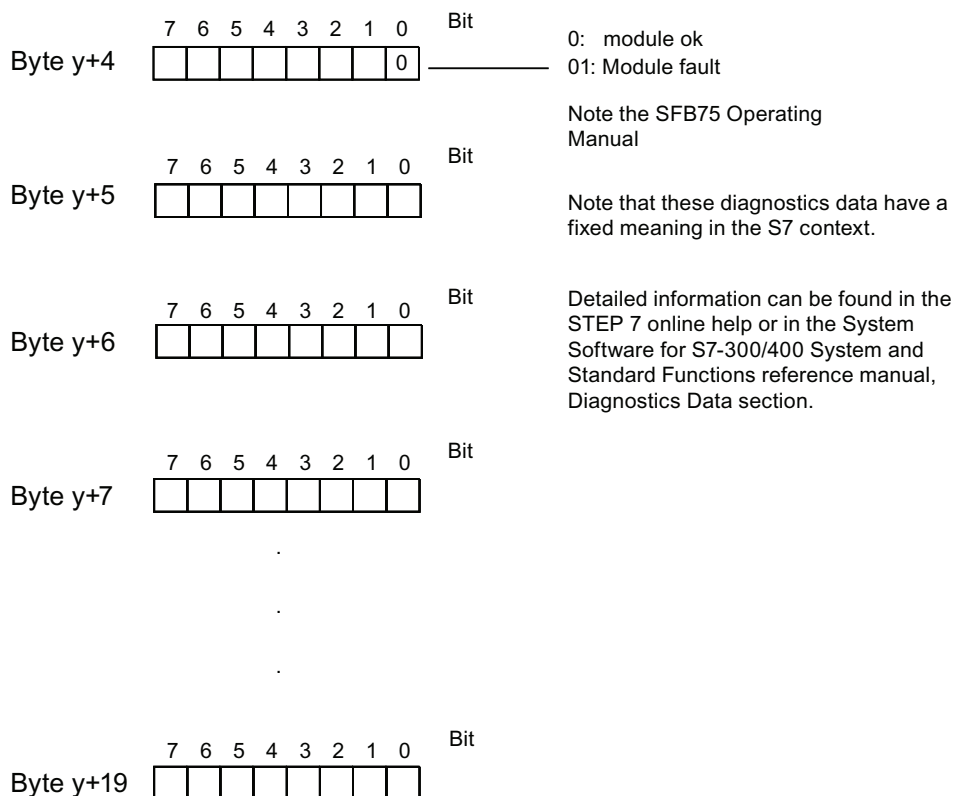 Bit
7 6 5 4 3 2 1 0
Byte y+4
0
0: module ok
01: Module fault
Note the SFB75 Operating
Manual
Bit
7 6 5 4 3 2 1 0
Byte y+5
Note that these diagnostics data have a
fixed meaning in the S7 context.
Bit
7 6 5 4 3 2 1 0
Byte y+6
Detailed information can be found in the
STEP 7 online help or in the System
Software for S7-300/400 System and
Standard Functions reference manual,
Diagnostics Data section.
Bit
7 6 5 4 3 2 1 0
Byte y+7
.
.
.
Bit
7 6 5 4 3 2 1 0
Byte y+19